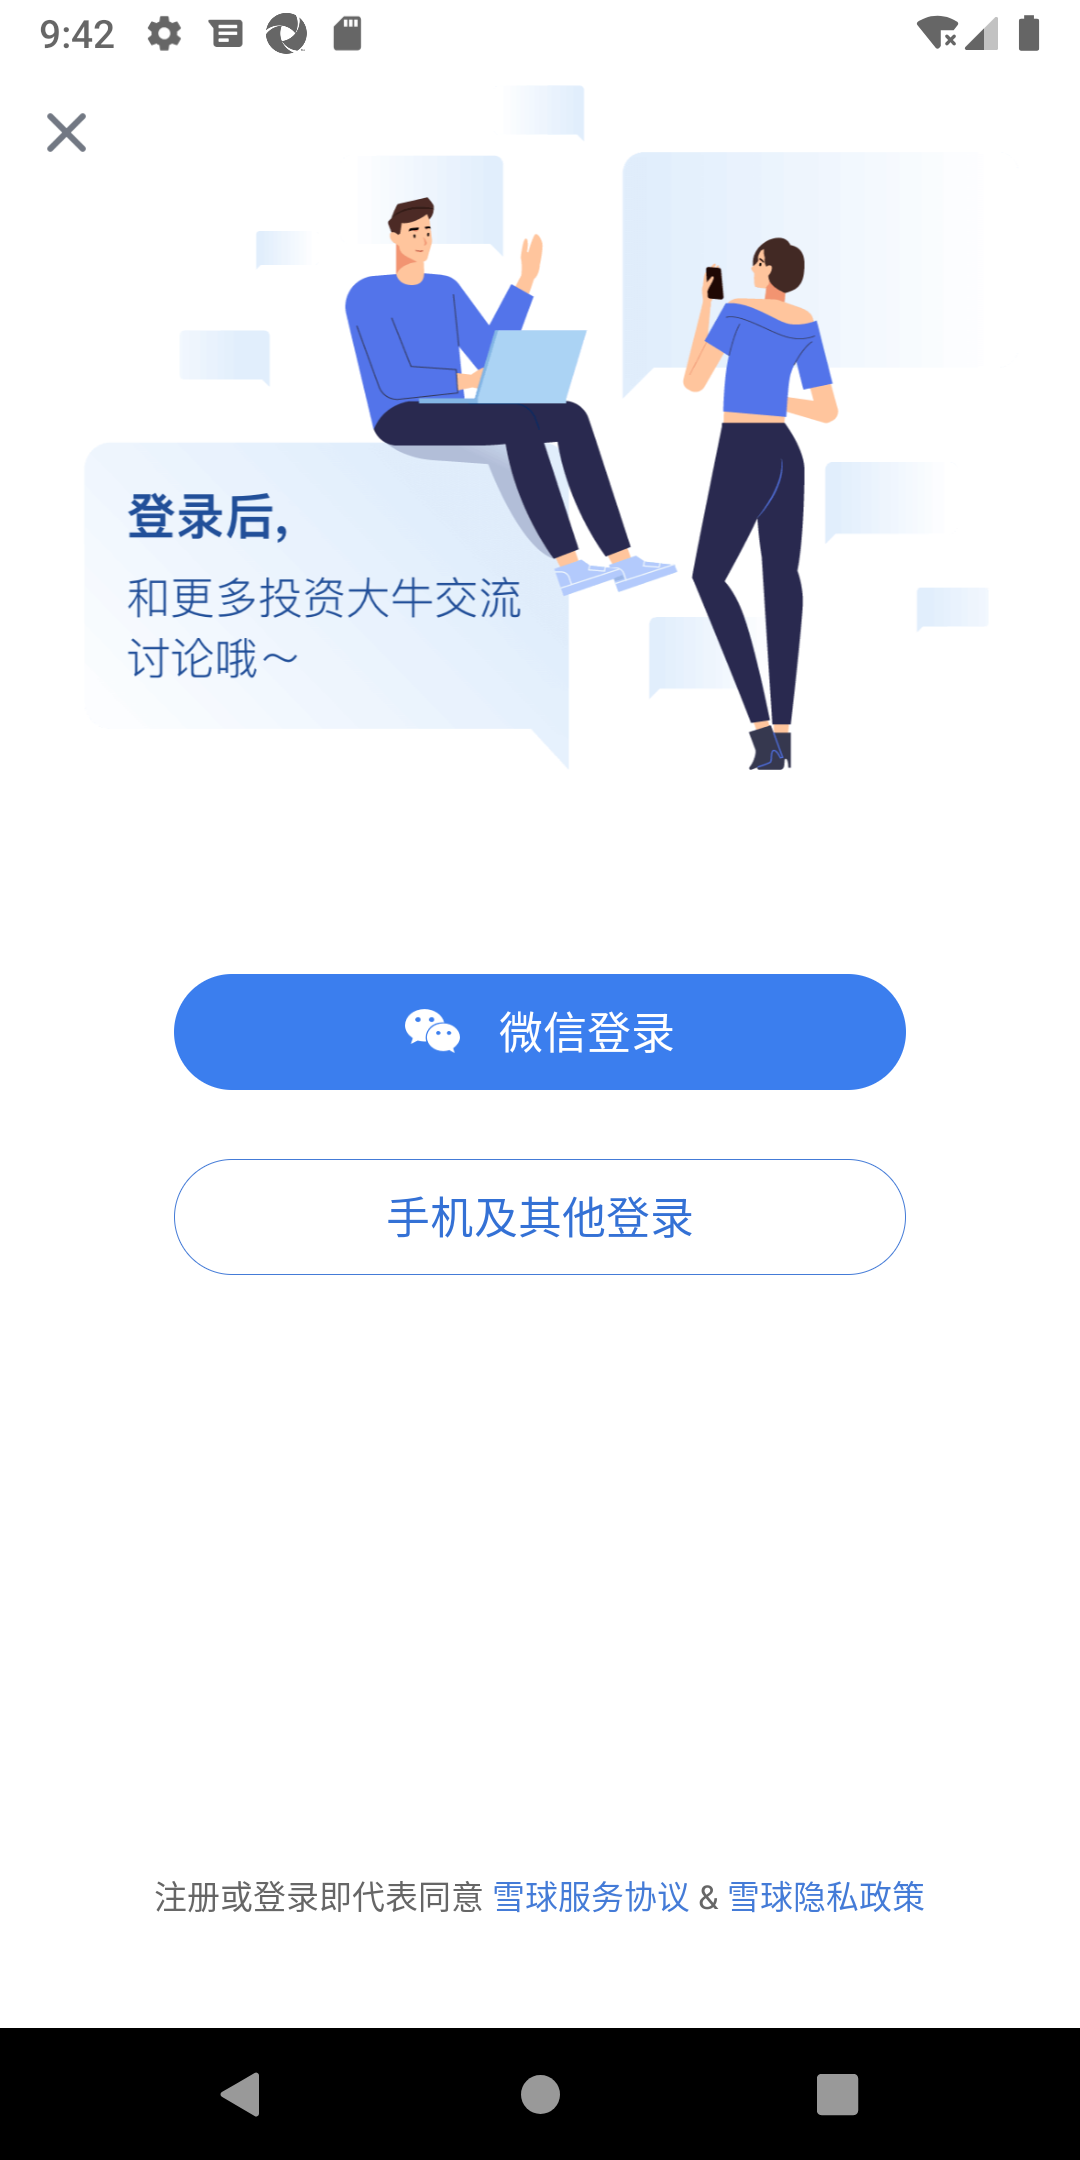 9:42
登录后,
和更多投资大牛交流
讨论哦～
微信登录
手机及其他登录
注册或登录即代表同意 雪球服务协议 & 雪球隐私政策